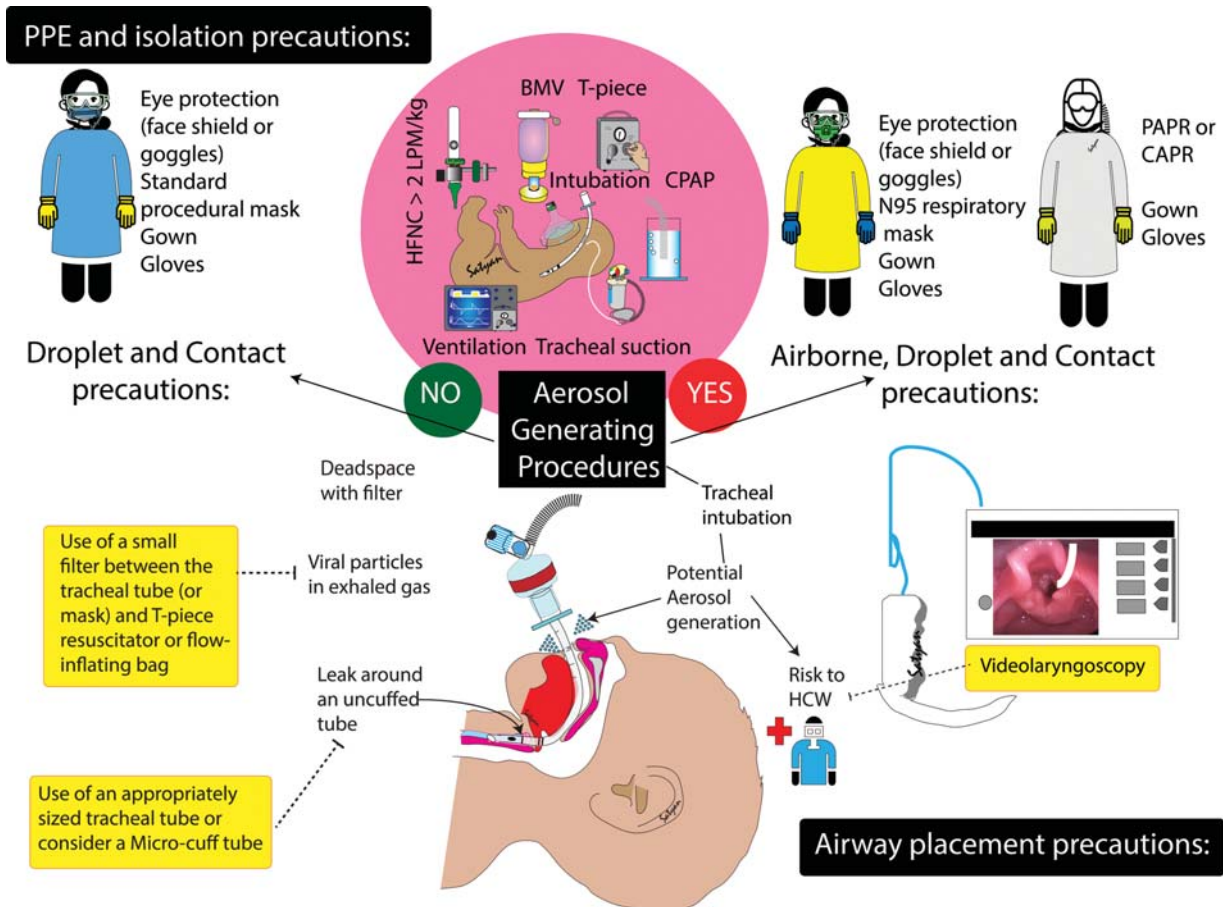 PPE and isolation precautions:
Eye protection
(face shield or
goggles)
Standard
procedural mask
Gown
Gloves
Droplet and Contact
precautions:
HFNC > 2 LPM/kg
BMV T-piece
Intubation CPAP
Satyan
Ventilation Tracheal suction
NO
YES
Aerosol
Generating
Procedures
Eye protection
(face shield or
goggles)
N95 respiratory
mask
Gown
Gloves
PAPR or
CAPR
Gown
Gloves
Airborne, Droplet and Contact
precautions:
Deadspace
with filter
Use of a small
filter between the
tracheal tube (or
mask) and T-piece
resuscitator or flow-
inflating bag
Viral particles
in exhaled gas
Leak around
an uncuffed
tube
Use of an appropriately
sized tracheal tube or
consider a Micro-cuff tube
Tracheal
intubation
Potential
Aerosol
generation
Risk to
HCW
Satyan
Videolaryngoscopy
Satyan
Airway placement precautions: